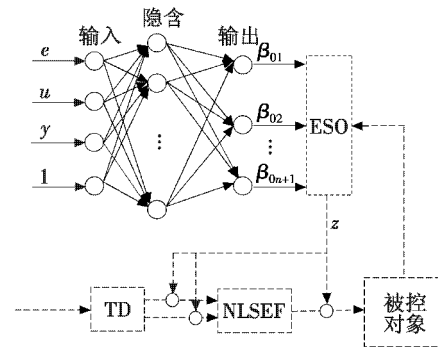 输入
隐含
输出
e
u
y
1
β01
β02
⋮
β0n+1
ESO
z
TD
NLSEF
被控
对象